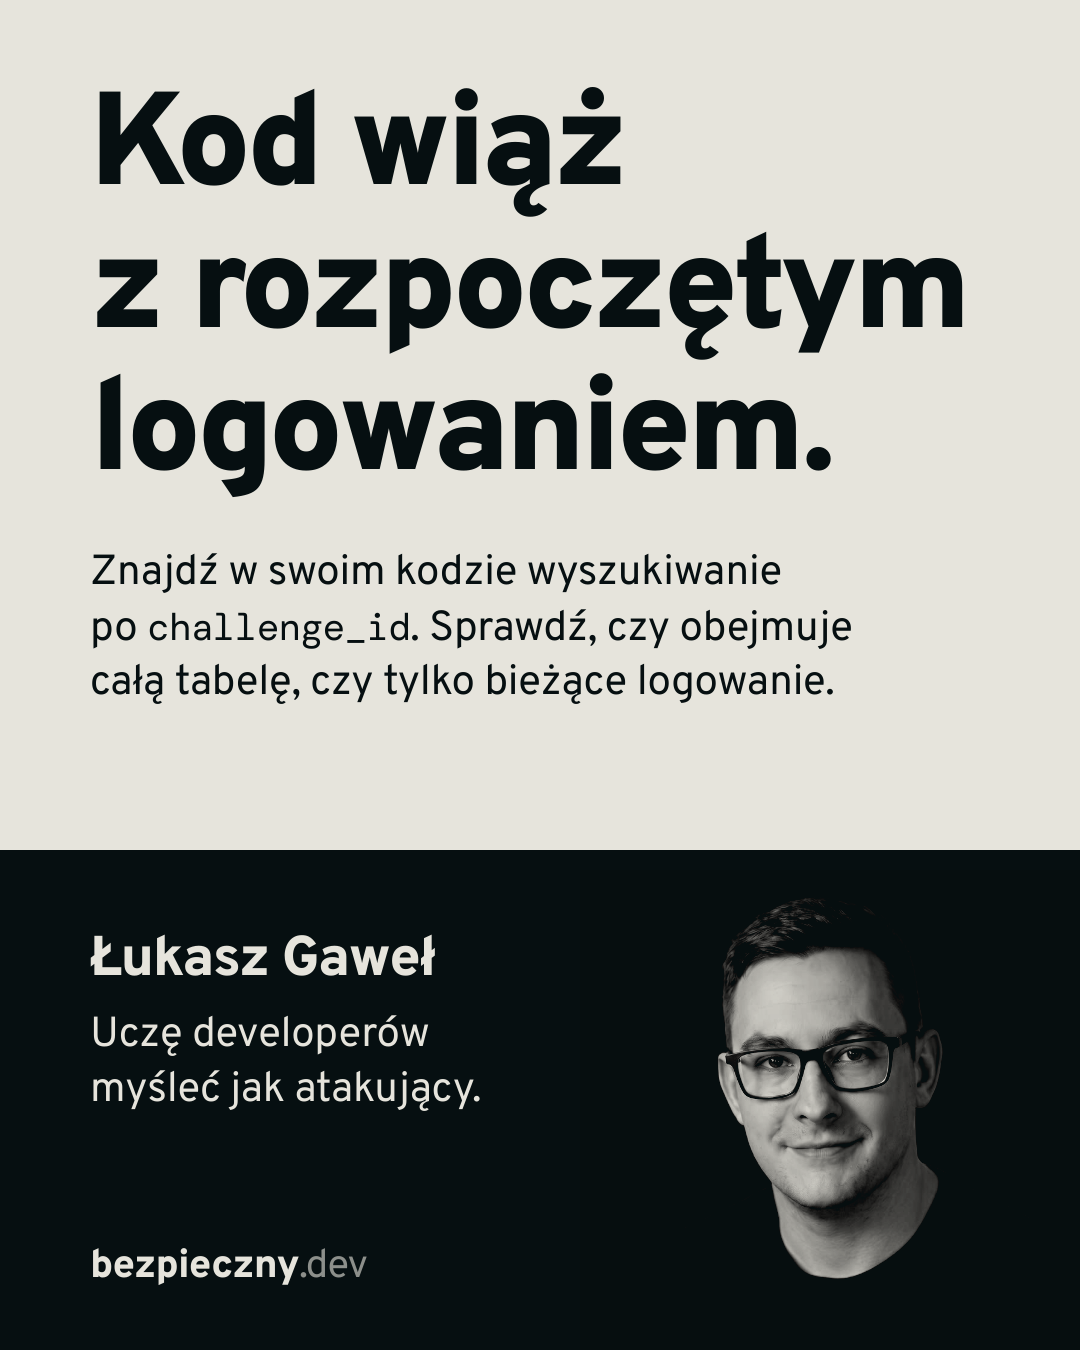 Kod wiąż
z rozpoczętym
logowaniem.
Znajdź w swoim kodzie wyszukiwanie
po challenge_id. Sprawdź, czy obejmuje
całą tabelę, czy tylko bieżące logowanie.
Łukasz Gaweł
Uczę developerów
myśleć jak atakujący.
bezpieczny.dev